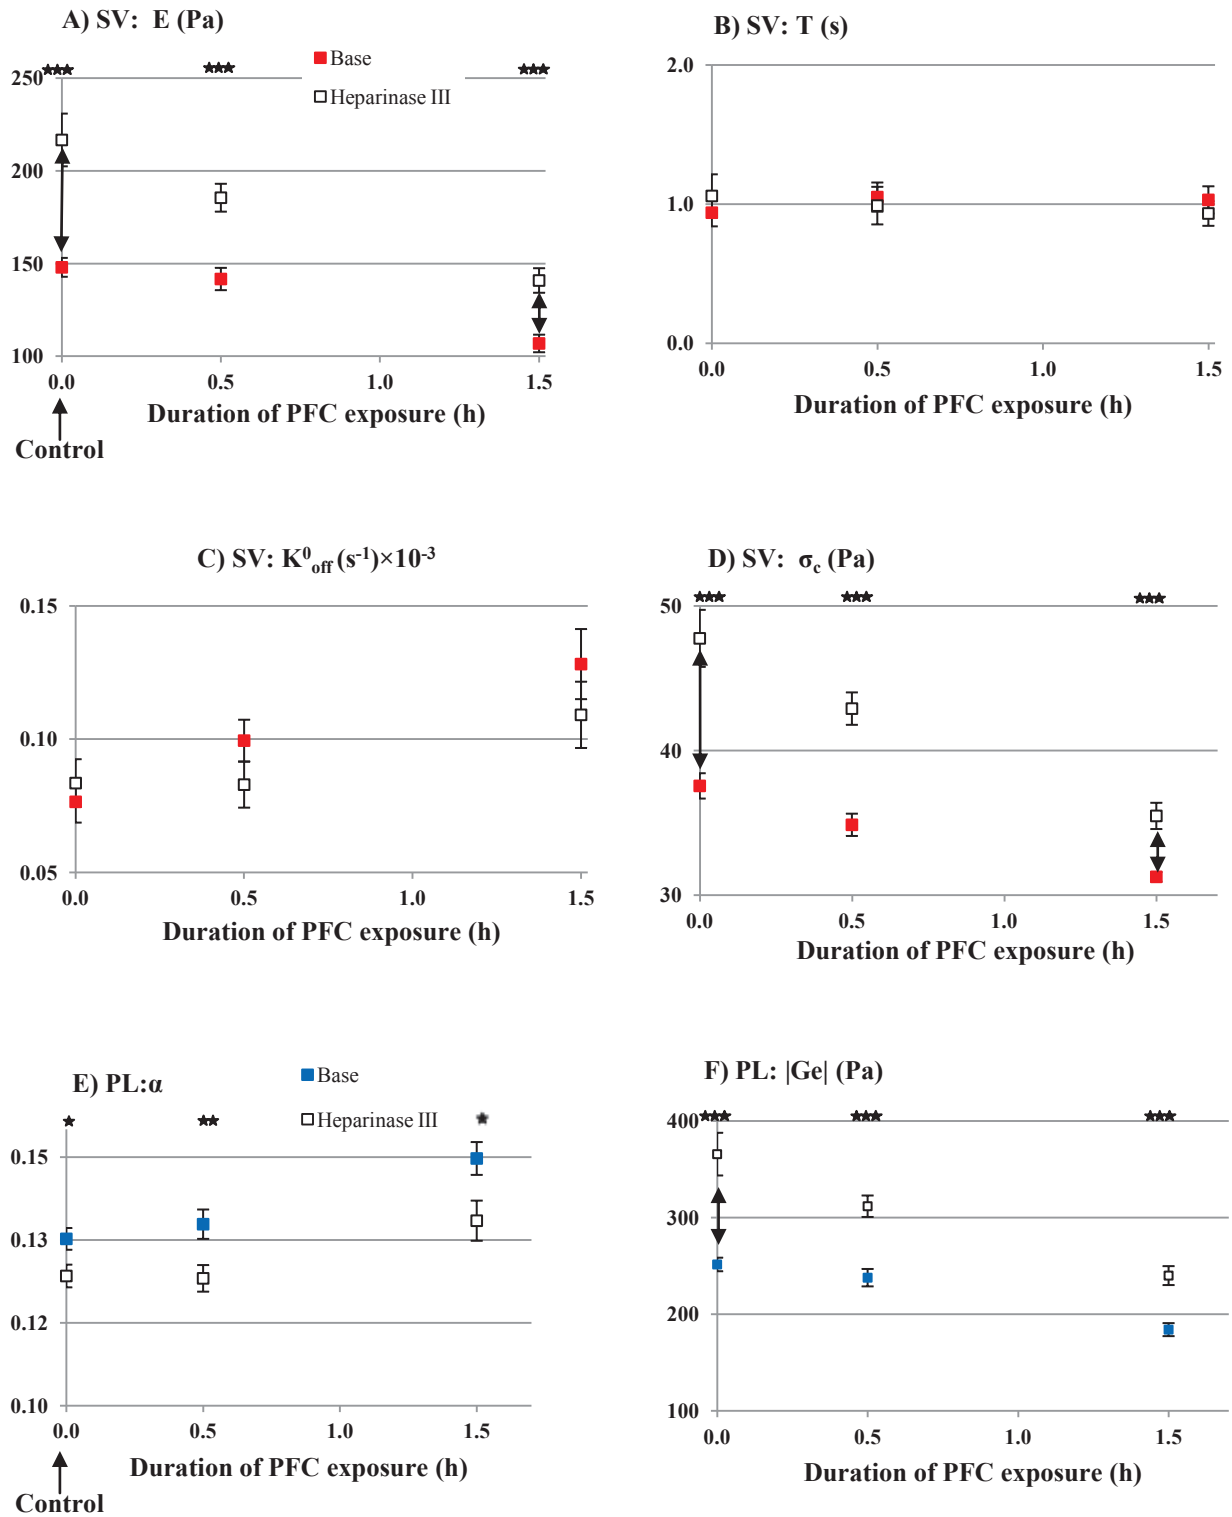 A) SV: E (Pa)
★★★ ★★★ ★★★
Base
Heparinase III
250
200
150
100
0.0 0.5 1.0 1.5
Duration of PFC exposure (h)
Control
B) SV: T (s)
2.0
1.0
0.0
0.0 0.5 1.0 1.5
Duration of PFC exposure (h)
C) SV: K⁰off (s⁻¹)×10⁻³
0.15
0.10
0.05
0.0 0.5 1.0 1.5
Duration of PFC exposure (h)
D) SV: σc (Pa)
★★★ ★★★ ★★★
50
40
30
0.0 0.5 1.0 1.5
Duration of PFC exposure (h)
E) PL:α
Base
Heparinase III
★ ★★ ★
0.15
0.13
0.12
0.10
0.0 0.5 1.0 1.5
Duration of PFC exposure (h)
Control
F) PL: |Ge| (Pa)
★★★ ★★★ ★★★
400
300
200
100
0.0 0.5 1.0 1.5
Duration of PFC exposure (h)